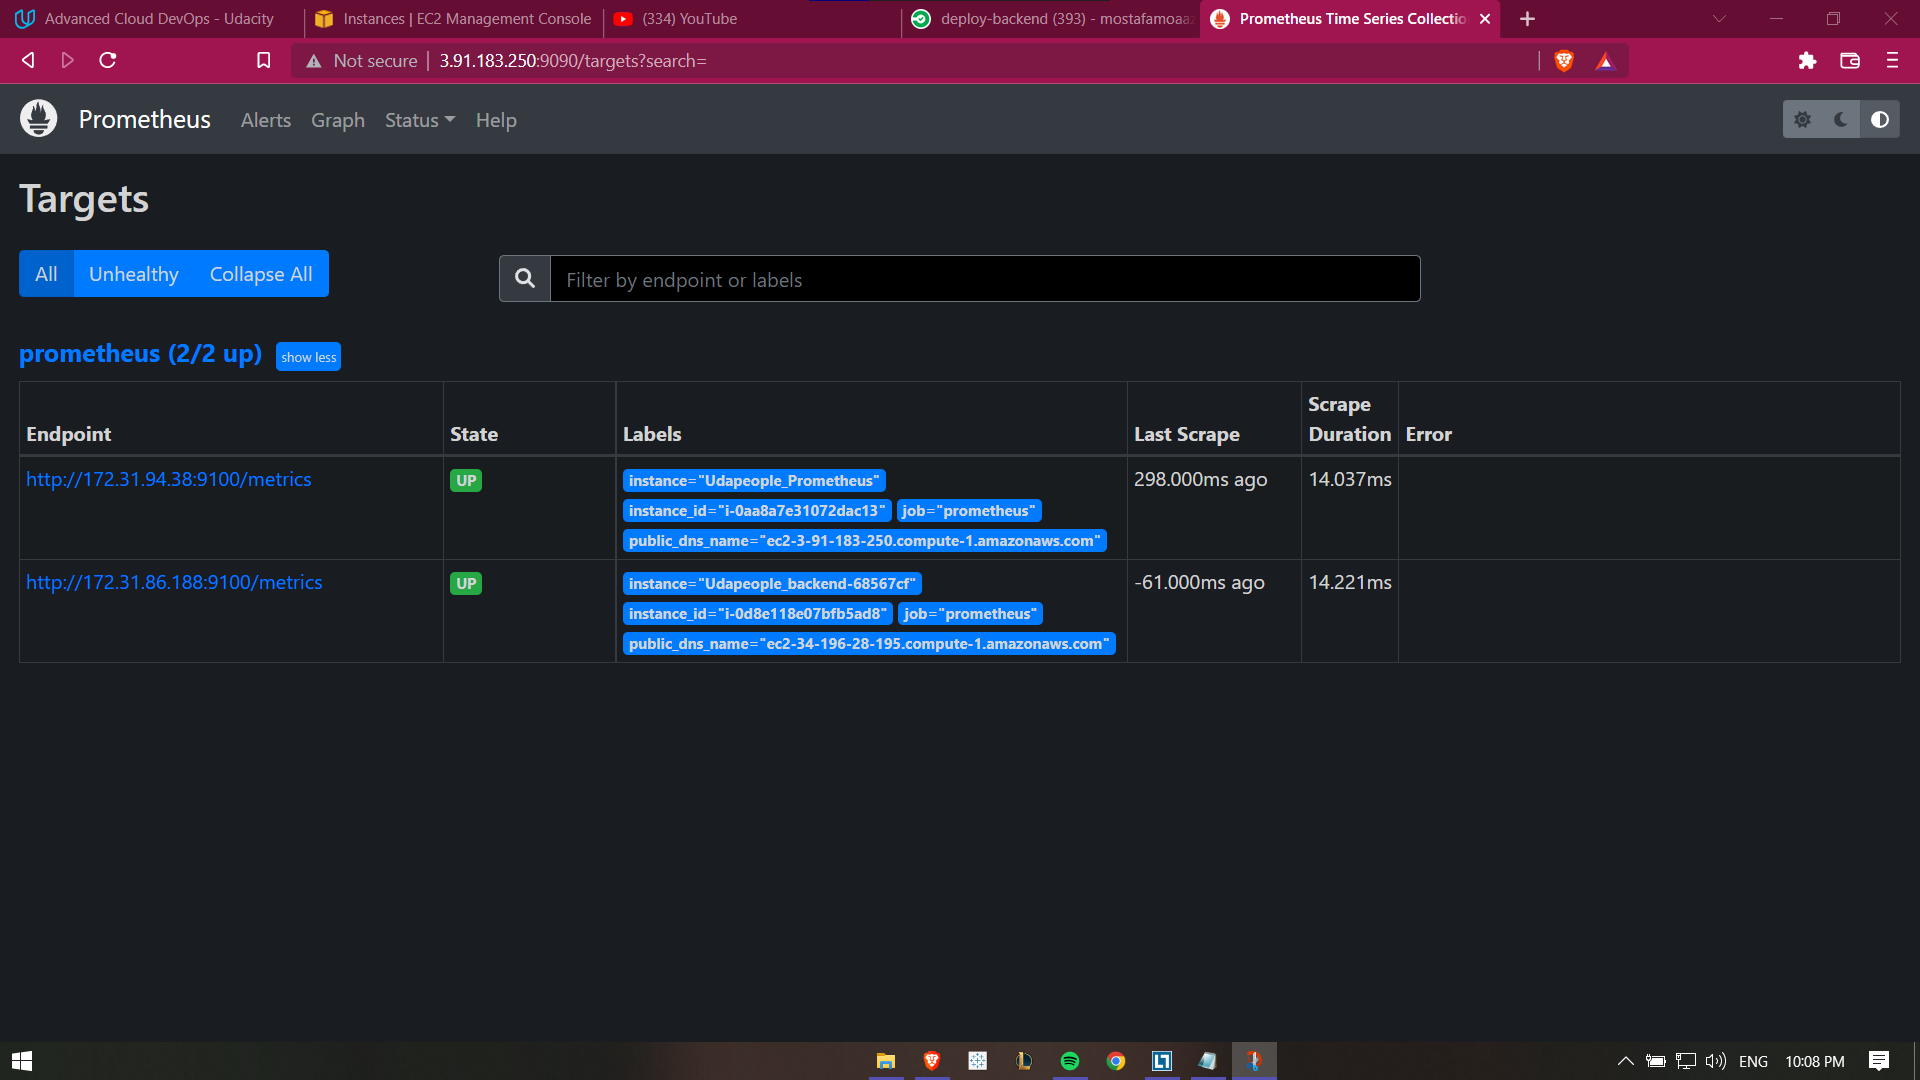 Advanced Cloud DevOps - Udacity
Instances | EC2 Management Console
(334) YouTube
deploy-backend (393) - mostafamoaaz
Prometheus Time Series Collectio
Not secure
3.91.183.250:9090/targets?search=
Prometheus
Alerts
Graph
Status
Help
Targets
All
Unhealthy
Collapse All
Filter by endpoint or labels
prometheus (2/2 up)
show less
Endpoint
State
Labels
Last Scrape
Scrape
Duration
Error
http://172.31.94.38:9100/metrics
UP
instance="Udapeople_Prometheus"
instance_id="i-0aa8a7e31072dac13" job="prometheus"
public_dns_name="ec2-3-91-183-250.compute-1.amazonaws.com"
298.000ms ago
14.037ms
http://172.31.86.188:9100/metrics
UP
instance="Udapeople_backend-68567cf"
instance_id="i-0d8e118e07bfb5ad8" job="prometheus"
public_dns_name="ec2-34-196-28-195.compute-1.amazonaws.com"
-61.000ms ago
14.221ms
ENG
10:08 PM